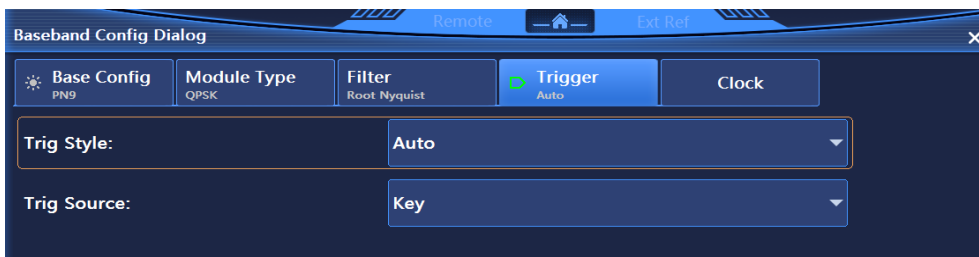 Remote Ext Ref
Baseband Config Dialog
Base Config Module Type Filter Trigger Clock
PN9 QPSK Root Nyquist Auto
Trig Style: Auto
Trig Source: Key